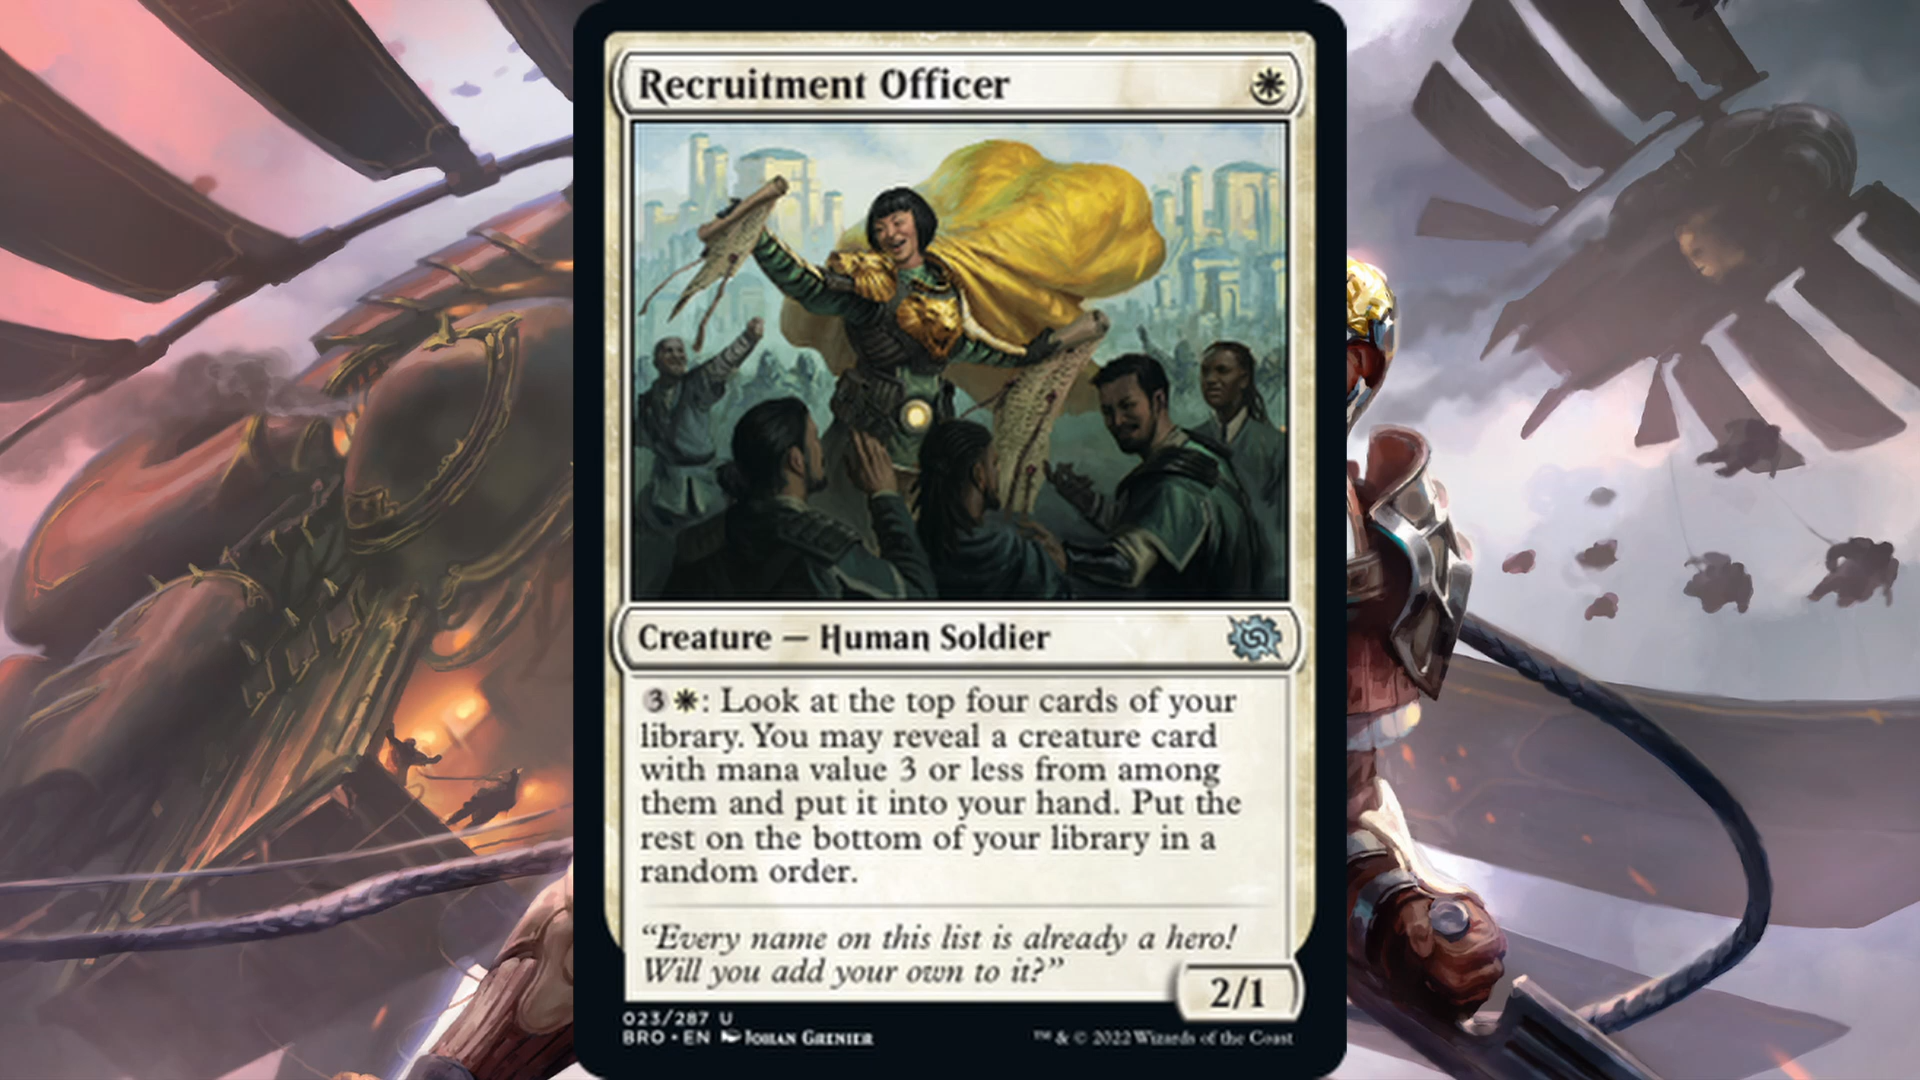 Recruitment Officer
Creature — Human Soldier
3 : Look at the top four cards of your
library. You may reveal a creature card
with mana value 3 or less from among
them and put it into your hand. Put the
rest on the bottom of your library in a
random order.
“Every name on this list is already a hero!
Will you add your own to it?”
2/1
023/287 U
BRO • EN Johan Grenier
™ & © 2022 Wizards of the Coast